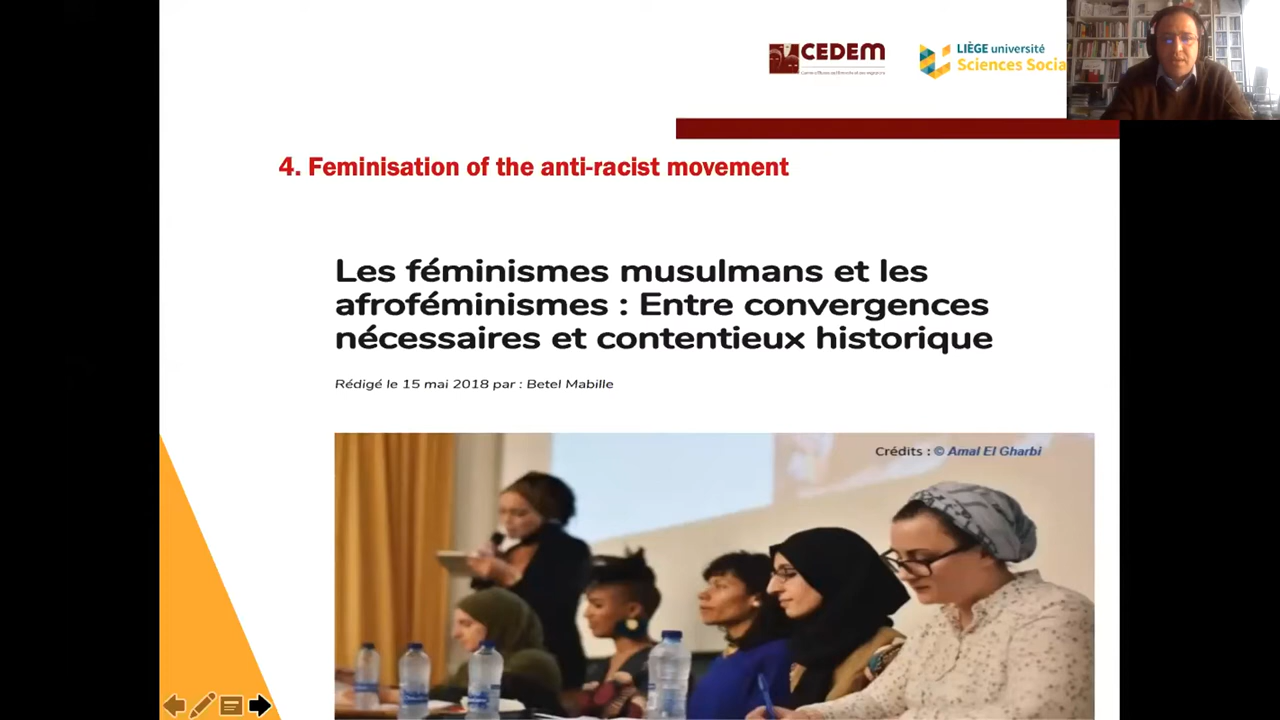 CEDEM
LIÈGE université
Sciences Socia
4. Feminisation of the anti-racist movement
Les féminismes musulmans et les
afroféminismes : Entre convergences
nécessaires et contentieux historique
Rédigé le 15 mai 2018 par : Betel Mabille
Crédits : © Amal El Gharbi